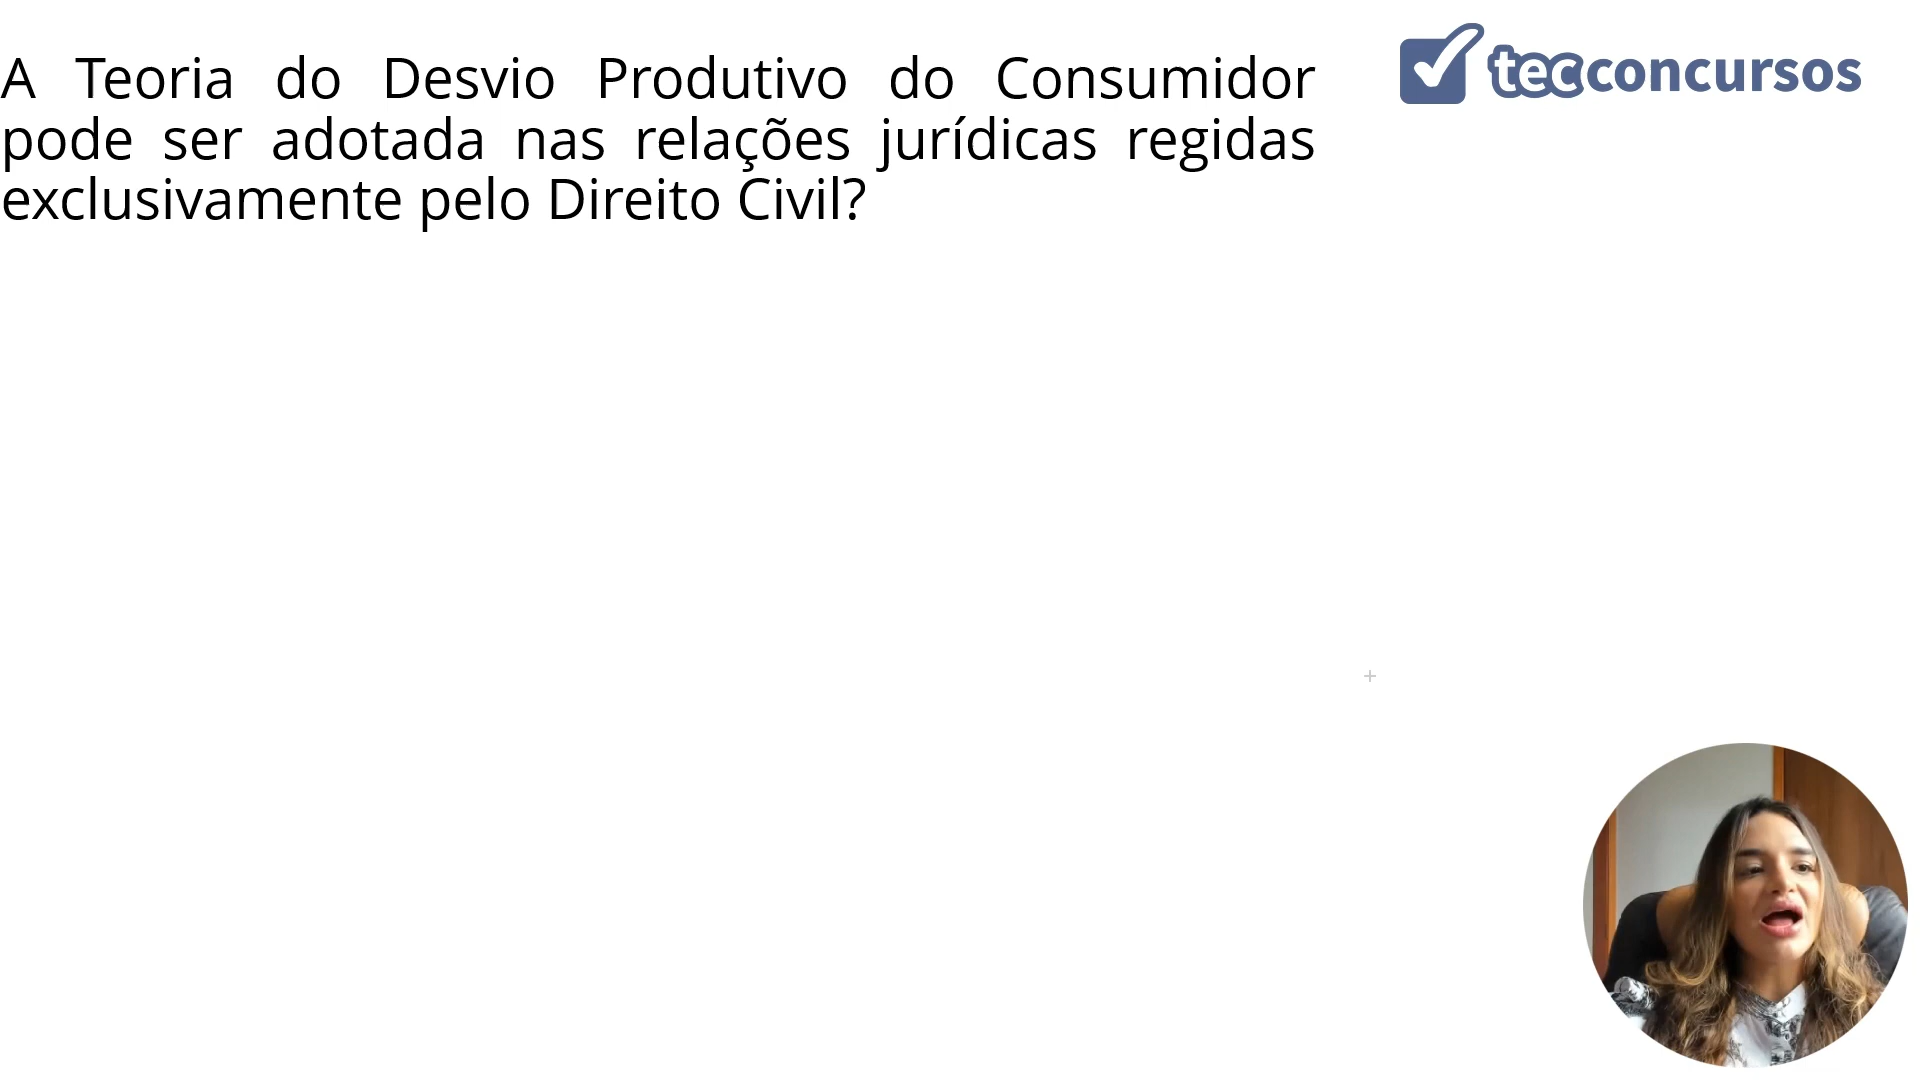 A Teoria do Desvio Produtivo do Consumidor
pode ser adotada nas relações jurídicas regidas
exclusivamente pelo Direito Civil?
tecconcursos